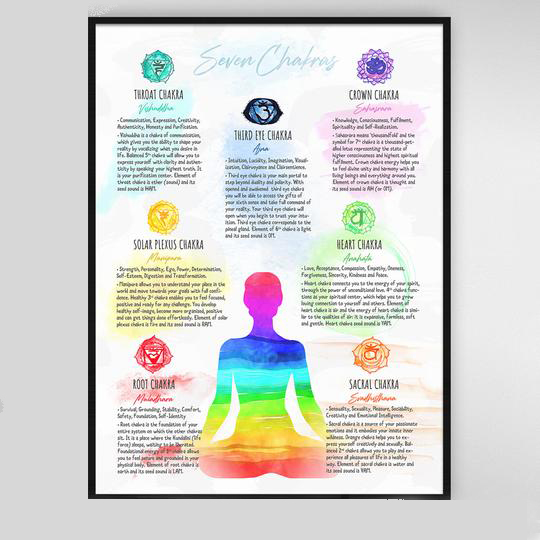 Seven Chakras
THROAT CHAKRA
Vishuddha
• Communication, Expression, Creativity,
Authenticity, Honesty and Purification.
• Vishuddha is a chakra of communication,
which gives you the ability to shape your
reality by vocalizing what you desire in
life. Balanced 5th chakra will allow you to
express yourself with clarity and authen-
ticity by speaking your highest truth. It
is your purification center. Element of
throat chakra is ether (sound) and its
seed sound is HAM.
CROWN CHAKRA
Sahasrara
• Knowledge, Consciousness, Fulfilment,
Spirituality and Self-Realization.
• Sahasrara means 'thousandfold' and the
symbol for 7th chakra is a thousand-pet-
alled lotus representing the state of
higher consciousness and highest spiritual
fulfilment. Crown chakra energy helps you
to feel divine unity and harmony with all
living beings and everything around you.
Element of crown chakra is thought and
its seed sound is AH (or OM).
THIRD EYE CHAKRA
Ajna
• Intuition, Lucidity, Imagination, Visual-
ization, Clairvoyance and Clairsentience.
• Third eye chakra is your main portal to
step beyond duality and polarity. With
opened and awakened third eye chakra
you will be able to access the gifts of
your sixth sense and take full command of
your reality. Your third eye chakra will
open when you begin to trust your intu-
ition. Third eye chakra corresponds to the
pineal gland. Element of 6th chakra is light
and its seed sound is OM.
SOLAR PLEXUS CHAKRA
Manipura
• Strength, Personality, Ego, Power, Determination,
Self-Esteem, Digestion and Transformation.
• Manipura allows you to understand your place in the
world and move towards your goals with full confi-
dence. Healthy 3rd chakra enables you to feel focused,
positive and ready for any challenge. You develop
healthy self-image, become more organised, positive
and can get things done effortlessly. Element of solar
plexus chakra is fire and its seed sound is RAM.
HEART CHAKRA
Anahata
• Love, Acceptance, Compassion, Empathy, Oneness,
Forgiveness, Sincerity, Kindness and Peace.
• Heart chakra connects you to the energy of your spirit,
through the power of unconditional love. 4th chakra func-
tions as your spiritual center, which helps you to grow
loving connection to yourself and others. Element of
heart chakra is air and the energy of heart chakra is simi-
lar to the qualities of air: it is expansive, formless, soft
and gentle. Heart chakra seed sound is YAM.
ROOT CHAKRA
Muladhara
• Survival, Grounding, Stability, Comfort,
Safety, Foundation, Self-Identity
• Root chakra is the foundation of your
entire system on which the other chakras
sit. It is a place where the Kundalini (life
force) sleeps, waiting to be liberated.
Foundational energy of 1st chakra allows
you to feel present and grounded in your
physical body. Element of root chakra is
earth and its seed sound is LAM.
SACRAL CHAKRA
Svadhisthana
• Sensuality, Sexuality, Pleasure, Sociability,
Creativity and Emotional Intelligence.
• Sacral chakra is a source of your passionate
emotions and it embodies your innate inner
wildness. Orange chakra helps you to ex-
press yourself creatively and sexually. Bal-
anced 2nd chakra allows you to play and ex-
perience all pleasures of life in a healthy
way. Element of sacral chakra is water and
its seed sound is VAM.